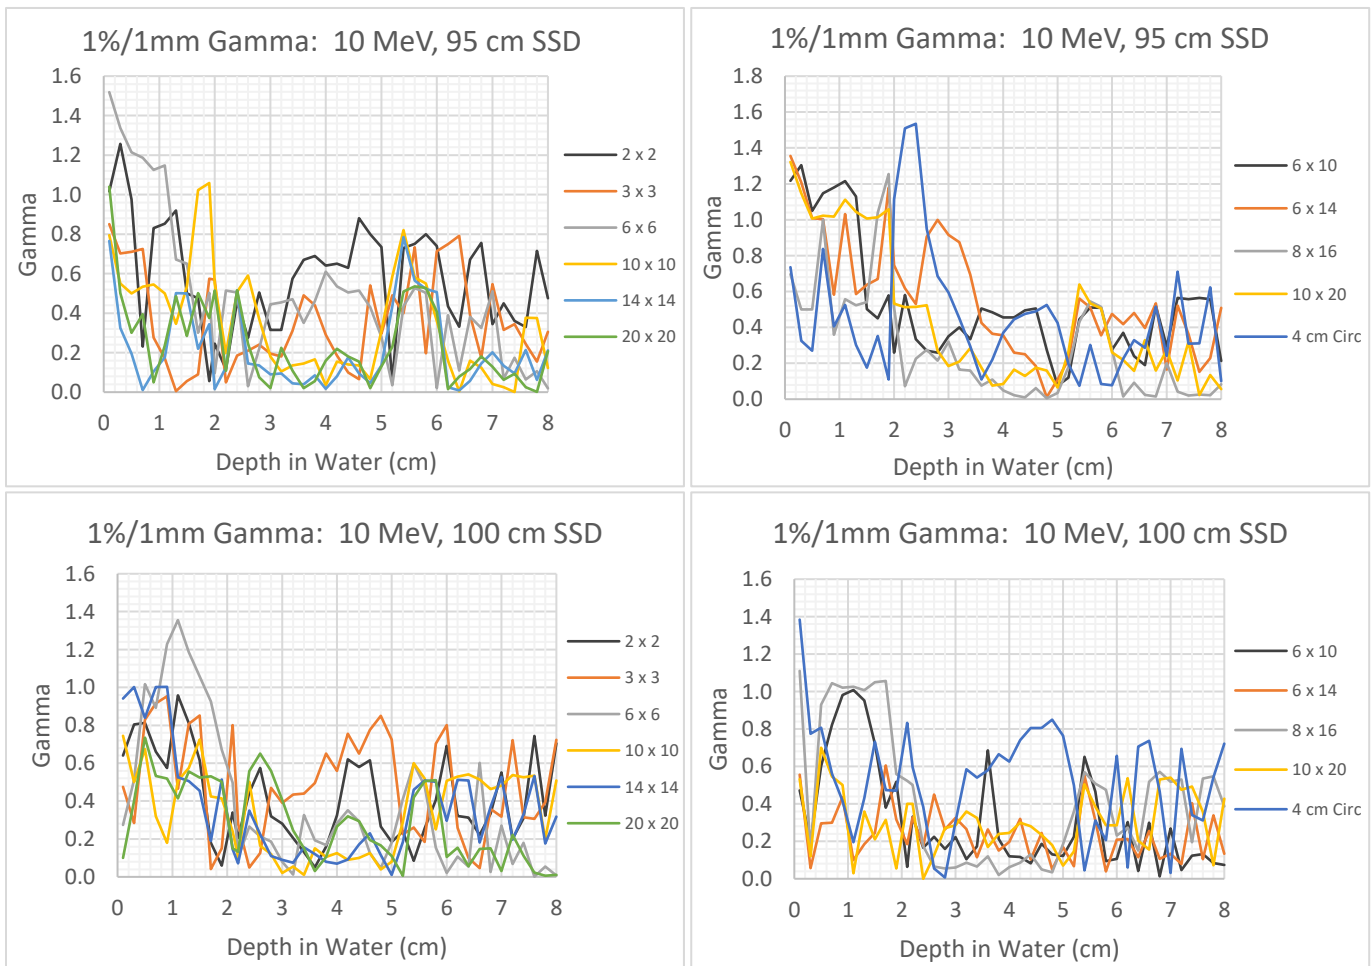 1%/1mm Gamma:  10 MeV, 95 cm SSD
1.6
1.4
1.2
1.0
0.8
0.6
0.4
0.2
0.0
Gamma
0 1 2 3 4 5 6 7 8
Depth in Water (cm)
2 x 2
3 x 3
6 x 6
10 x 10
14 x 14
20 x 20
1%/1mm Gamma:  10 MeV, 95 cm SSD
1.8
1.6
1.4
1.2
1.0
0.8
0.6
0.4
0.2
0.0
Gamma
0 1 2 3 4 5 6 7 8
Depth in Water (cm)
6 x 10
6 x 14
8 x 16
10 x 20
4 cm Circ
1%/1mm Gamma:  10 MeV, 100 cm SSD
1.6
1.4
1.2
1.0
0.8
0.6
0.4
0.2
0.0
Gamma
0 1 2 3 4 5 6 7 8
Depth in Water (cm)
2 x 2
3 x 3
6 x 6
10 x 10
14 x 14
20 x 20
1%/1mm Gamma:  10 MeV, 100 cm SSD
1.6
1.4
1.2
1.0
0.8
0.6
0.4
0.2
0.0
Gamma
0 1 2 3 4 5 6 7 8
Depth in Water (cm)
6 x 10
6 x 14
8 x 16
10 x 20
4 cm Circ